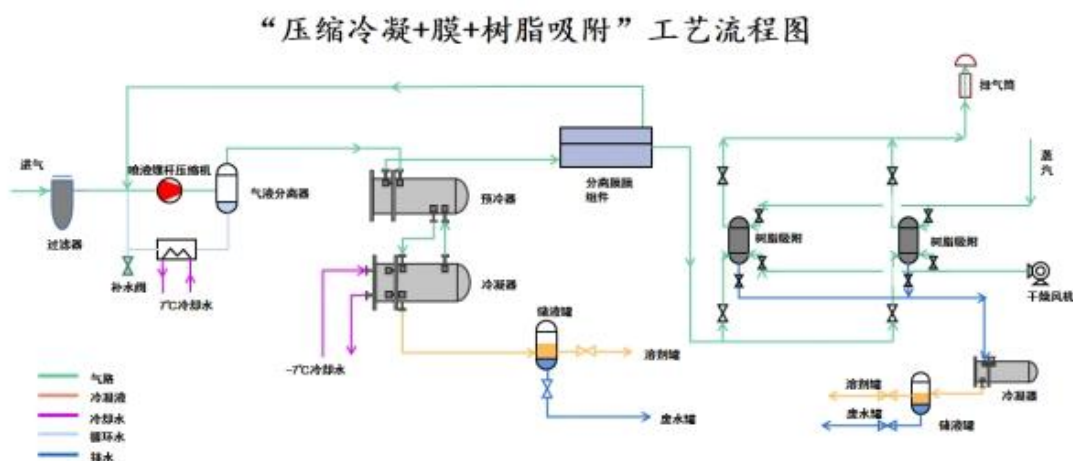 “压缩冷凝+膜+树脂吸附”工艺流程图
排气筒
进气
喷液螺杆压缩机
蒸汽
气液分离器
预冷器
分离膜膜组件
过滤器
树脂吸附
树脂吸附
补水阀
7℃冷却水
冷凝器
干燥风机
储液罐
-7℃冷却水
溶剂罐
气路
冷凝液
冷却水
循环水
排水
废水罐
冷凝器
溶剂罐
废水罐
储液罐